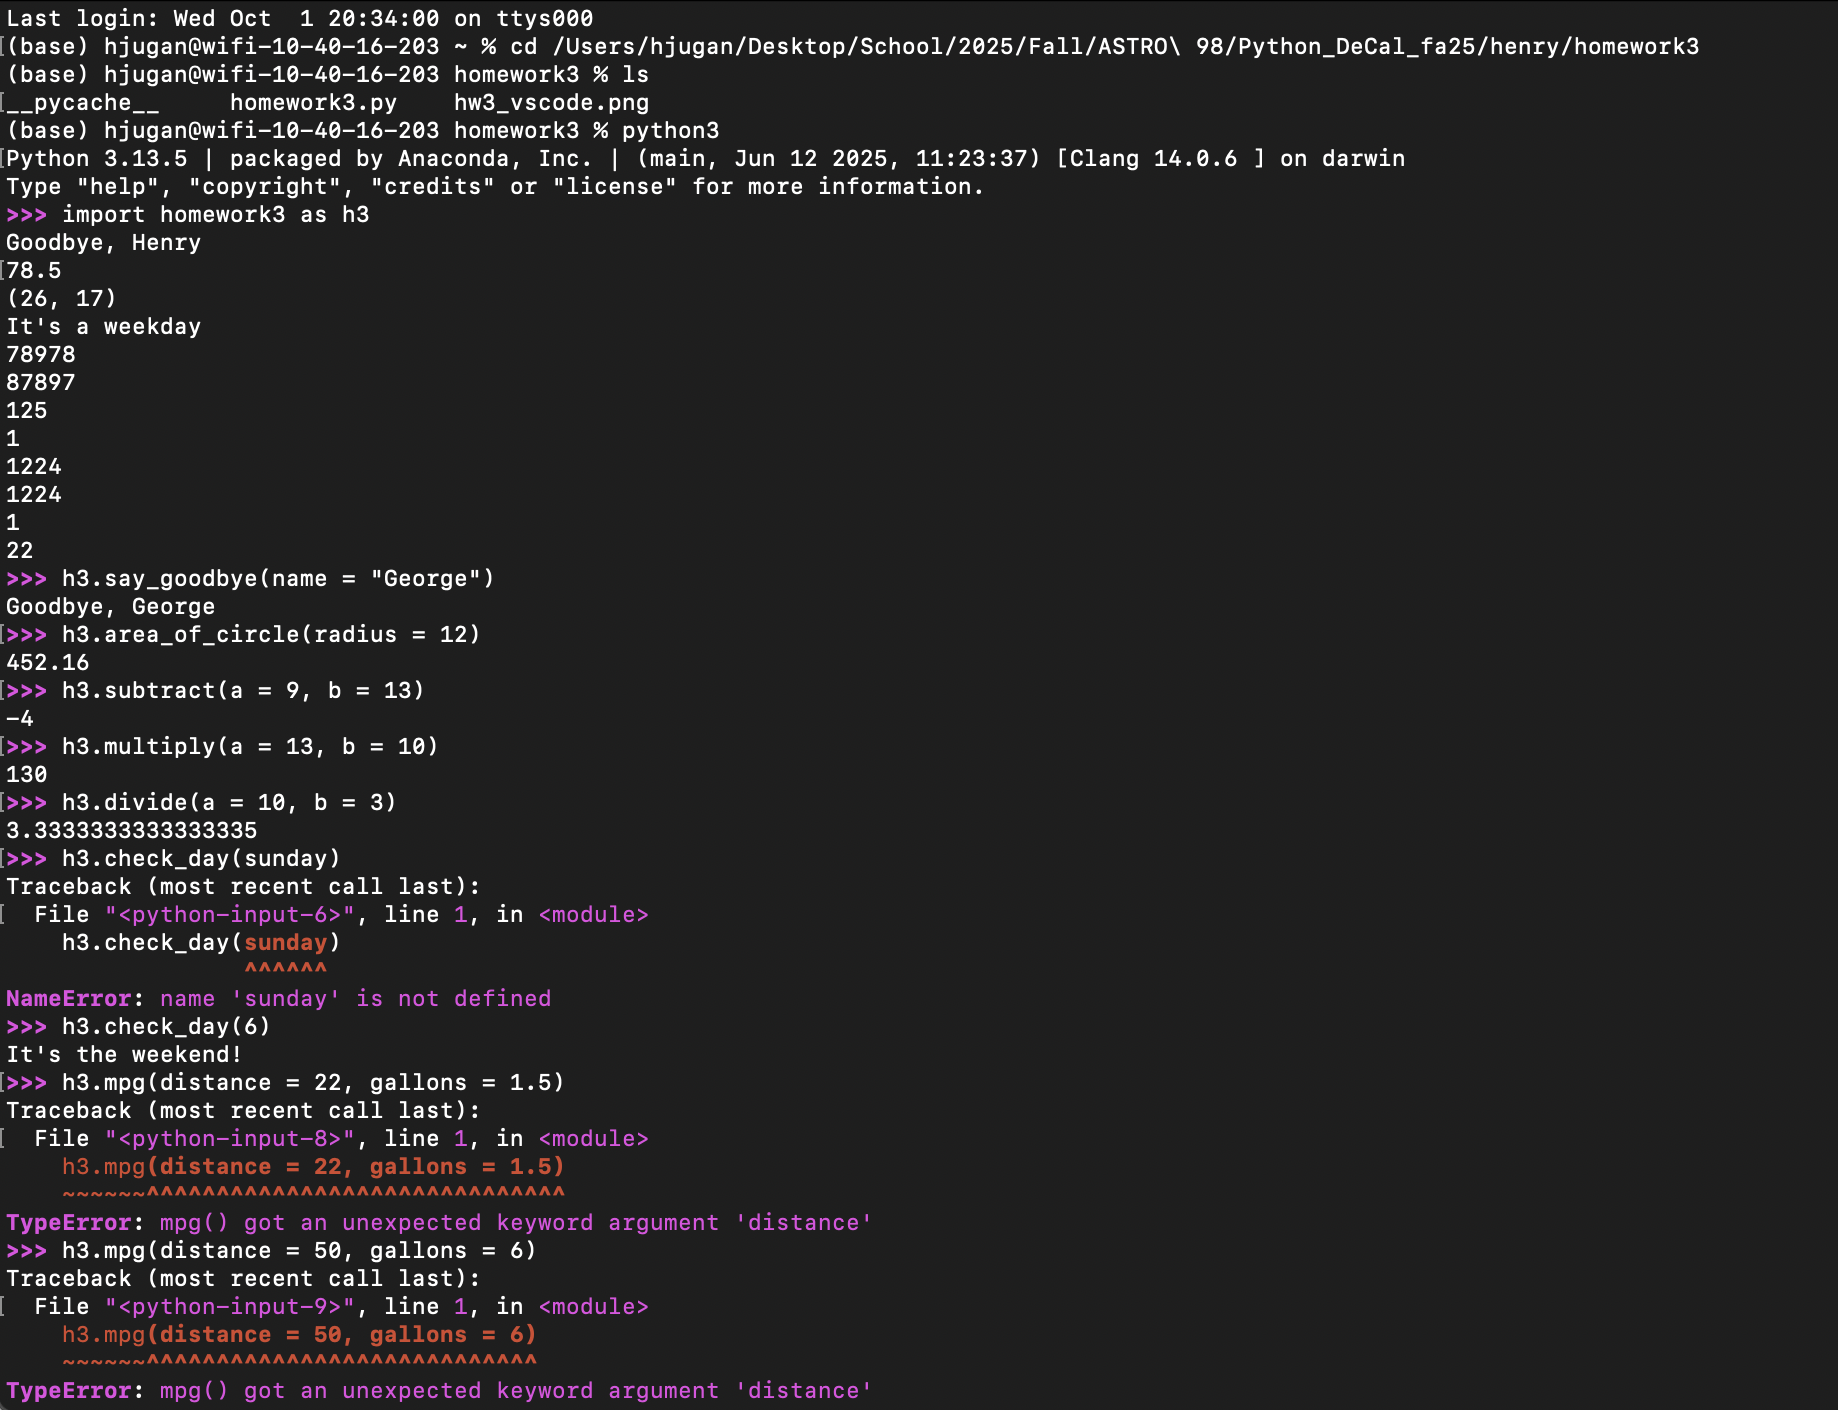 Last login: Wed Oct  1 20:34:00 on ttys000
(base) hjugan@wifi-10-40-16-203 ~ % cd /Users/hjugan/Desktop/School/2025/Fall/ASTRO\ 98/Python_DeCal_fa25/henry/homework3
(base) hjugan@wifi-10-40-16-203 homework3 % ls
__pycache__     homework3.py    hw3_vscode.png
(base) hjugan@wifi-10-40-16-203 homework3 % python3
Python 3.13.5 | packaged by Anaconda, Inc. | (main, Jun 12 2025, 11:23:37) [Clang 14.0.6 ] on darwin
Type "help", "copyright", "credits" or "license" for more information.
>>> import homework3 as h3
Goodbye, Henry
78.5
(26, 17)
It's a weekday
78978
87897
125
1
1224
1224
1
22
>>> h3.say_goodbye(name = "George")
Goodbye, George
>>> h3.area_of_circle(radius = 12)
452.16
>>> h3.subtract(a = 9, b = 13)
-4
>>> h3.multiply(a = 13, b = 10)
130
>>> h3.divide(a = 10, b = 3)
3.3333333333333335
>>> h3.check_day(sunday)
Traceback (most recent call last):
  File "<python-input-6>", line 1, in <module>
    h3.check_day(sunday)
                 ^^^^^^
NameError: name 'sunday' is not defined
>>> h3.check_day(6)
It's the weekend!
>>> h3.mpg(distance = 22, gallons = 1.5)
Traceback (most recent call last):
  File "<python-input-8>", line 1, in <module>
    h3.mpg(distance = 22, gallons = 1.5)
    ~~~~~~^^^^^^^^^^^^^^^^^^^^^^^^^^^^^^
TypeError: mpg() got an unexpected keyword argument 'distance'
>>> h3.mpg(distance = 50, gallons = 6)
Traceback (most recent call last):
  File "<python-input-9>", line 1, in <module>
    h3.mpg(distance = 50, gallons = 6)
    ~~~~~~^^^^^^^^^^^^^^^^^^^^^^^^^^^^
TypeError: mpg() got an unexpected keyword argument 'distance'